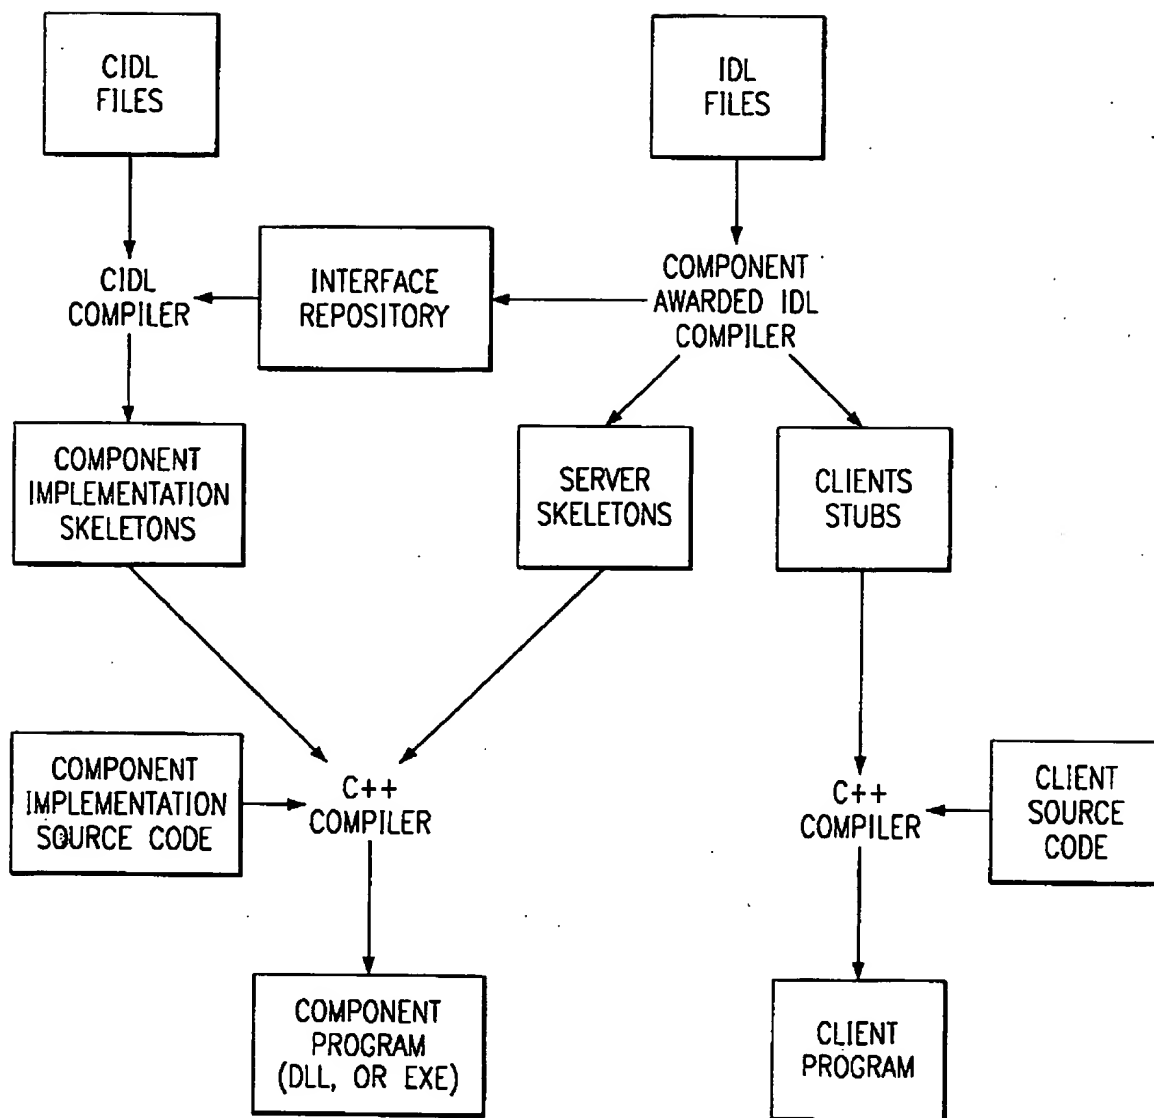 CIDL
FILES
IDL
FILES
CIDL
COMPILER
INTERFACE
REPOSITORY
COMPONENT
AWARDED IDL
COMPILER
COMPONENT
IMPLEMENTATION
SKELETONS
SERVER
SKELETONS
CLIENTS
STUBS
COMPONENT
IMPLEMENTATION
SOURCE CODE
C++
COMPILER
C++
COMPILER
CLIENT
SOURCE
CODE
COMPONENT
PROGRAM
(DLL, OR EXE)
CLIENT
PROGRAM